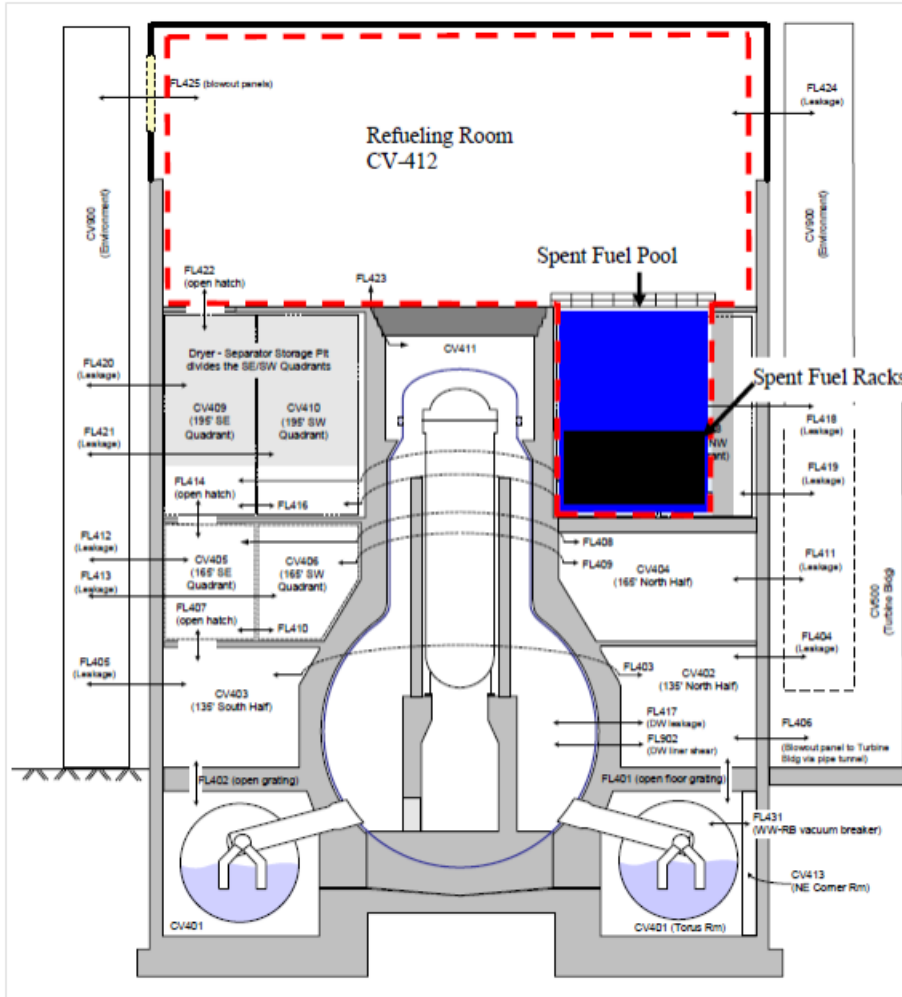 FL425 (blowout panels)
FL424
(Leakage)
Refueling Room
CV-412
CV900
(Environment)
CV900
(Environment)
Spent Fuel Pool
FL422
(open hatch)
FL423
CV411
Dryer - Separator Storage Pit
divides the SE/SW Quadrants
FL420
(Leakage)
Spent Fuel Racks
CV409
(195' SE
Quadrant)
CV410
(195' SW
Quadrant)
FL418
(Leakage)
NW
FL421
(Leakage)
FL419
(Leakage)
FL414
(open hatch)
FL416
FL412
(Leakage)
FL408
CV405
(165' SE
Quadrant)
CV406
(165' SW
Quadrant)
FL409
CV404
(165' North Half)
FL411
(Leakage)
FL413
(Leakage)
CV500
(Turbine Bldg)
FL407
(open hatch)
FL410
FL404
(Leakage)
FL405
(Leakage)
FL403
CV402
(135' North Half)
CV403
(135' South Half)
FL417
(DW leakage)
FL406
(Blowout panel to Turbine
Bldg via pipe tunnel)
FL902
(DW liner shear)
FL402 (open grating)
FL401 (open floor grating)
FL431
(WW-RB vacuum breaker)
CV413
(NE Corner Rm)
CV401
CV401 (Torus Rm)